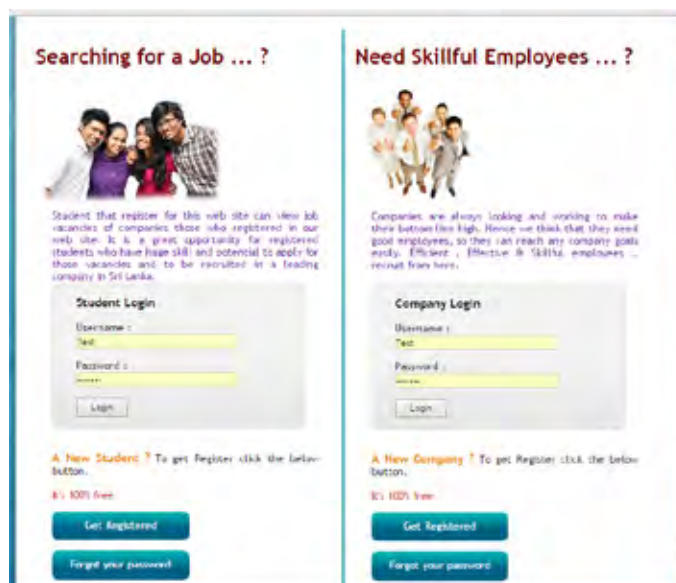 Searching for a Job ... ?
Student that register for this web site can view job
vacancies of companies those who registered in our
web site. It is a great opportunity for registered
students who have huge skill and potential to apply for
those vacancies and to be recruited in a leading
company in Sri Lanka.
Student Login
Username :
Test
Password :
Login
A New Student ? To get Register click the below
button.
It's 100% free
Get Registered
Forgot your password
Need Skillful Employees ... ?
Companies are always looking and working to make
their bottom line high. Hence we think that they need
good employees, so they can reach any company goals
easily. Efficient , Effective & Skillful employees ..
recruit from here.
Company Login
Username :
Test
Password :
Login
A New Company ? To get Register click the below
button.
It's 100% free
Get Registered
Forgot your password